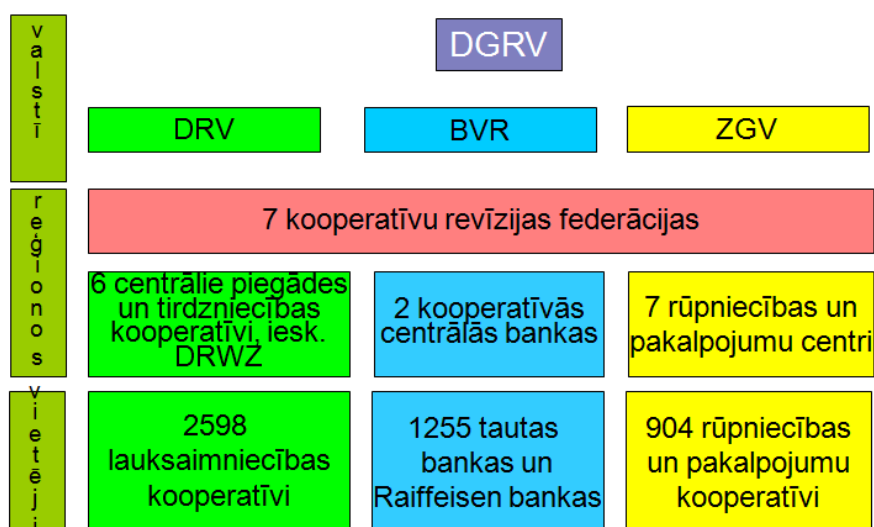 valstī
DGRV
DRV
BVR
ZGV
reģionos
7 kooperatīvu revīzijas federācijas
6 centrālie piegādes
un tirdzniecības
kooperatīvi, iesk.
DRWZ
2 kooperatīvās
centrālās bankas
7 rūpniecība un
pakalpojumu centri
vietēji
2598
lauksaimniecības
kooperatīvi
1255 tautas
bankas un
Raiffeisen bankas
904 rūpniecības
un pakalpojumu
kooperatīvi